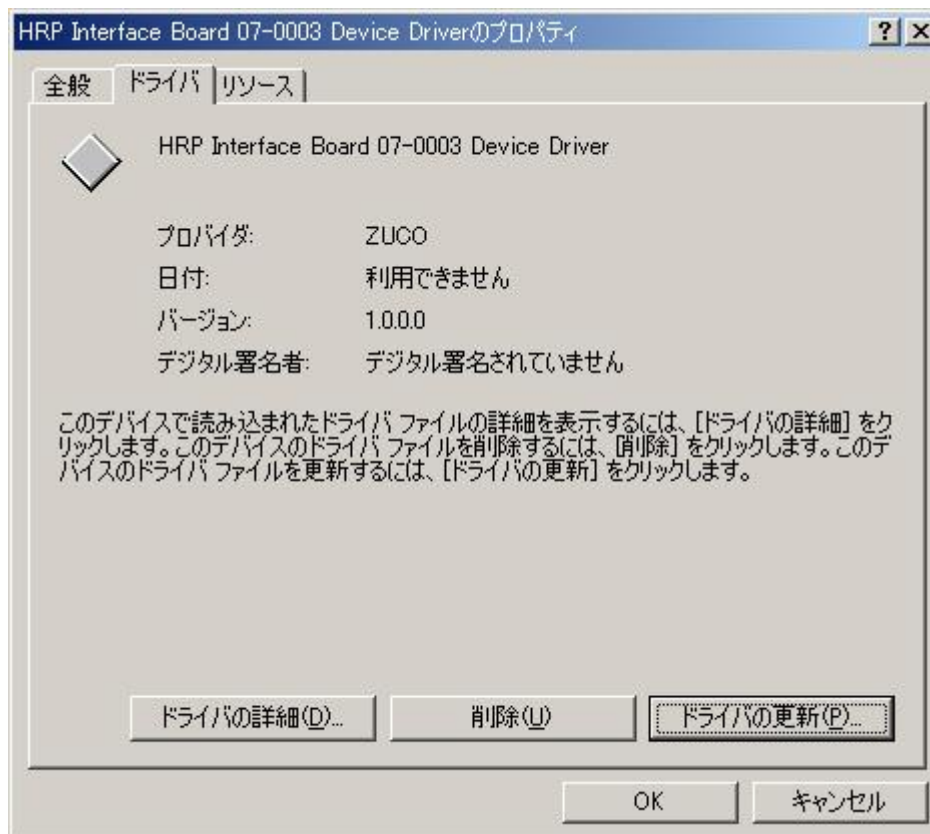 HRP Interface Board 07-0003 Device Driverのプロパティ
全般 ドライバ リソース
HRP Interface Board 07-0003 Device Driver
プロバイダ: ZUCO
日付: 利用できません
バージョン: 1.0.0.0
デジタル署名者: デジタル署名されていません
このデバイスで読み込まれたドライバ ファイルの詳細を表示するには、[ドライバの詳細] をク
リックします。このデバイスのドライバ ファイルを削除するには、[削除] をクリックします。このデ
バイスのドライバ ファイルを更新するには、[ドライバの更新] をクリックします。
ドライバの詳細(D)... 削除(U) ドライバの更新(P)...
OK キャンセル